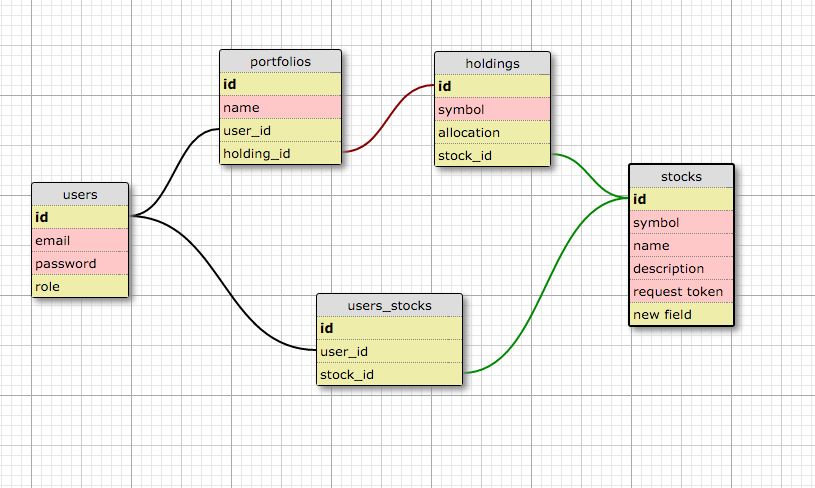 portfolios
id
name
user_id
holding_id
holdings
id
symbol
allocation
stock_id
stocks
id
symbol
name
description
request token
new field
users
id
email
password
role
users_stocks
id
user_id
stock_id